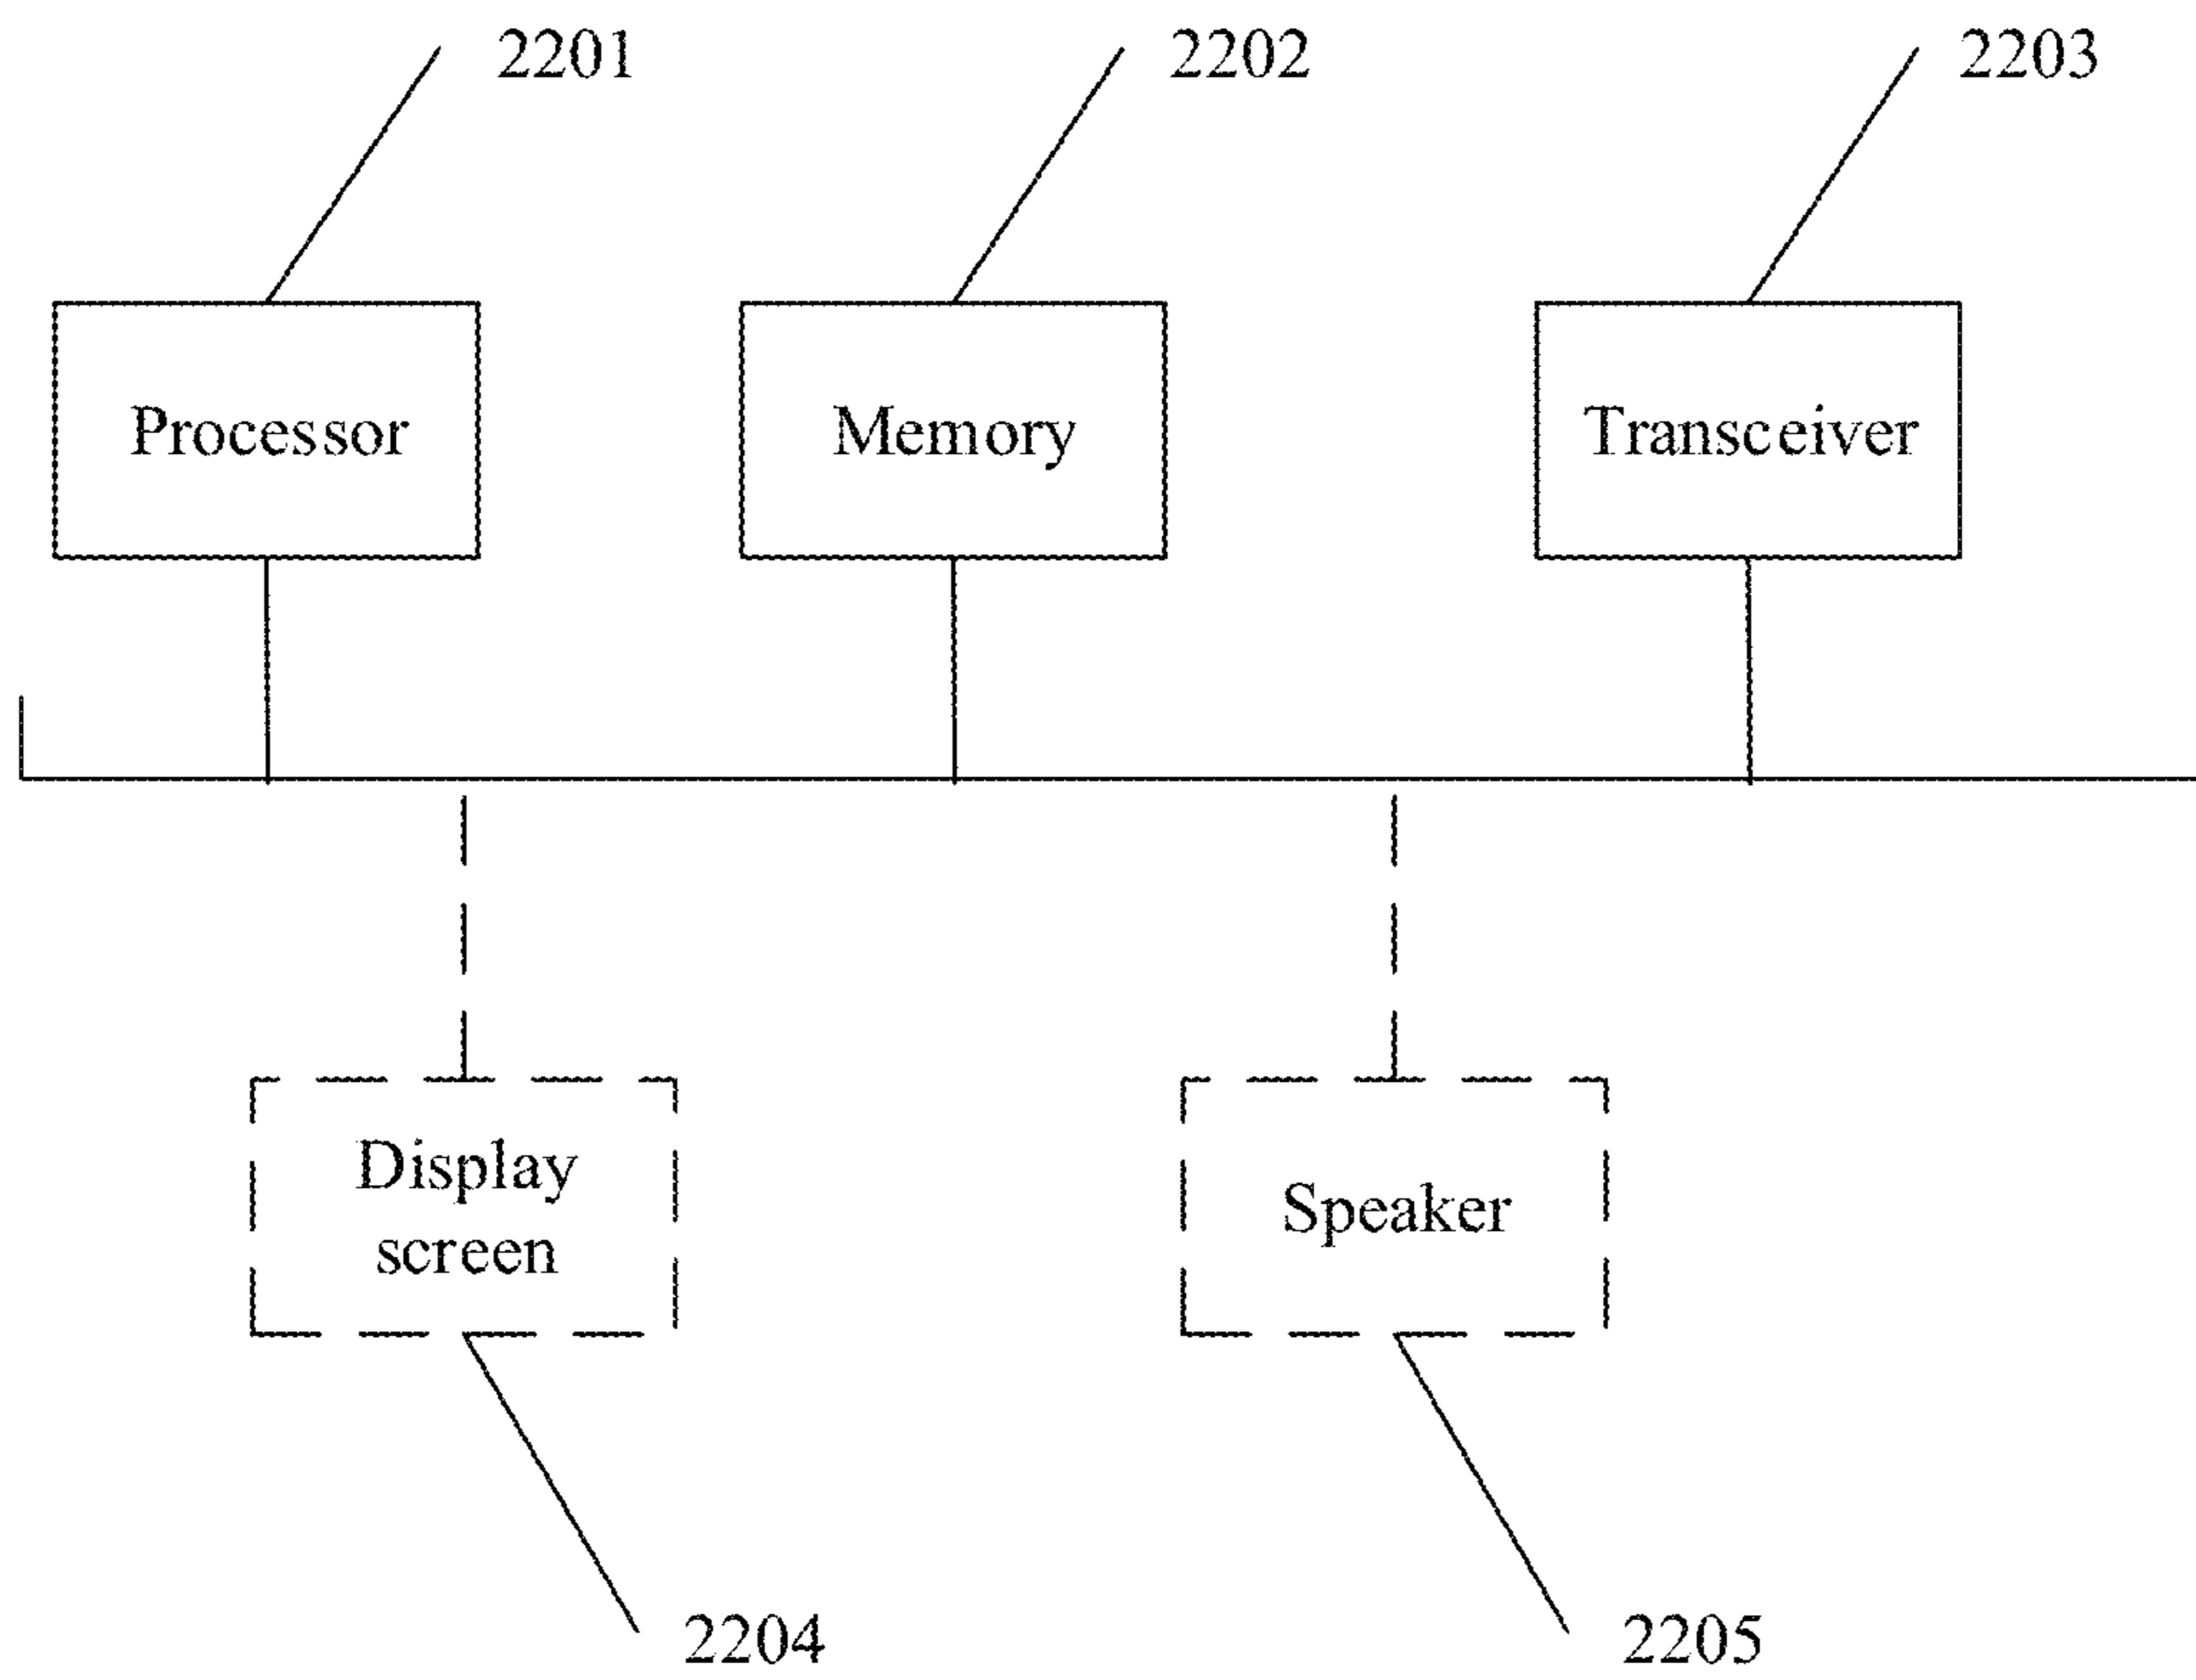 2201
2202
2203
Processor
Memory
Transceiver
Display
screen
Speaker
2204
2205